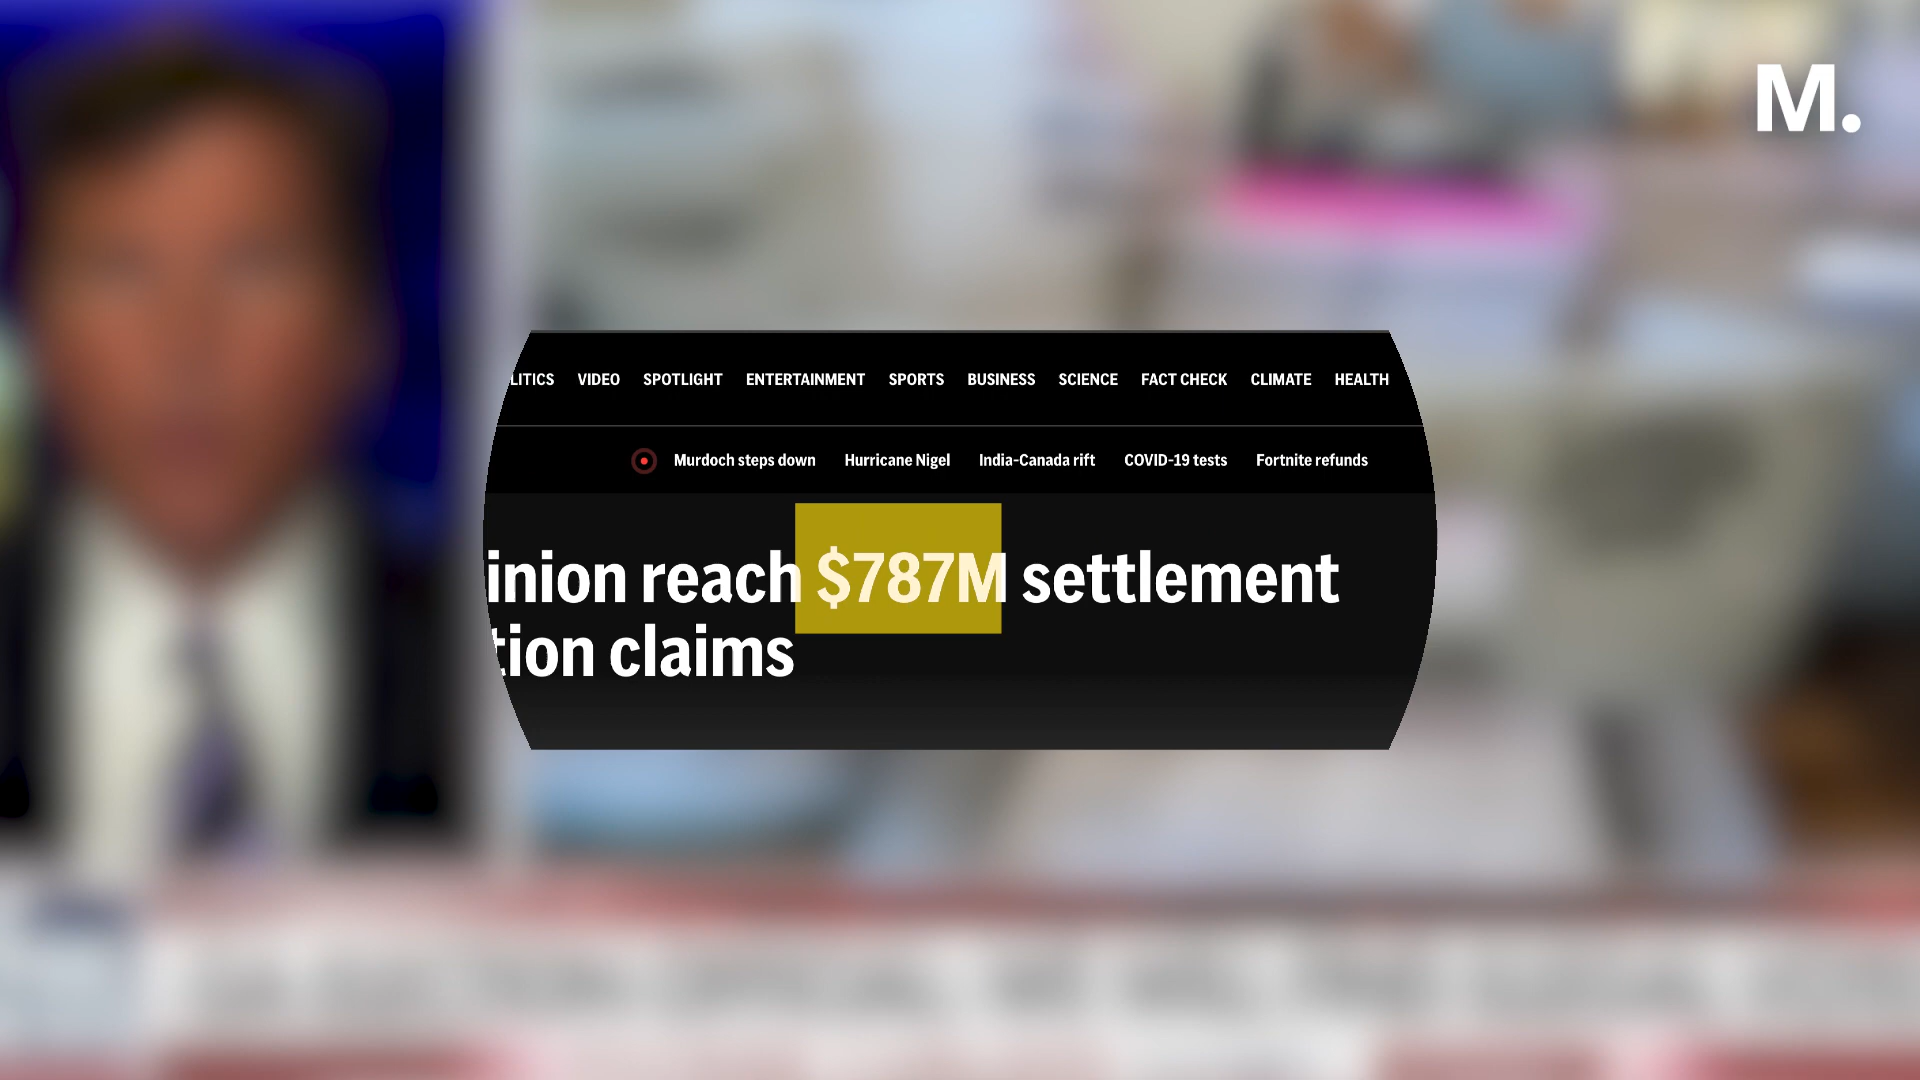 M.
LITICS VIDEO SPOTLIGHT ENTERTAINMENT SPORTS BUSINESS SCIENCE FACT CHECK CLIMATE HEALTH
Murdoch steps down Hurricane Nigel India-Canada rift COVID-19 tests Fortnite refunds
inion reach $787M settlement
tion claims